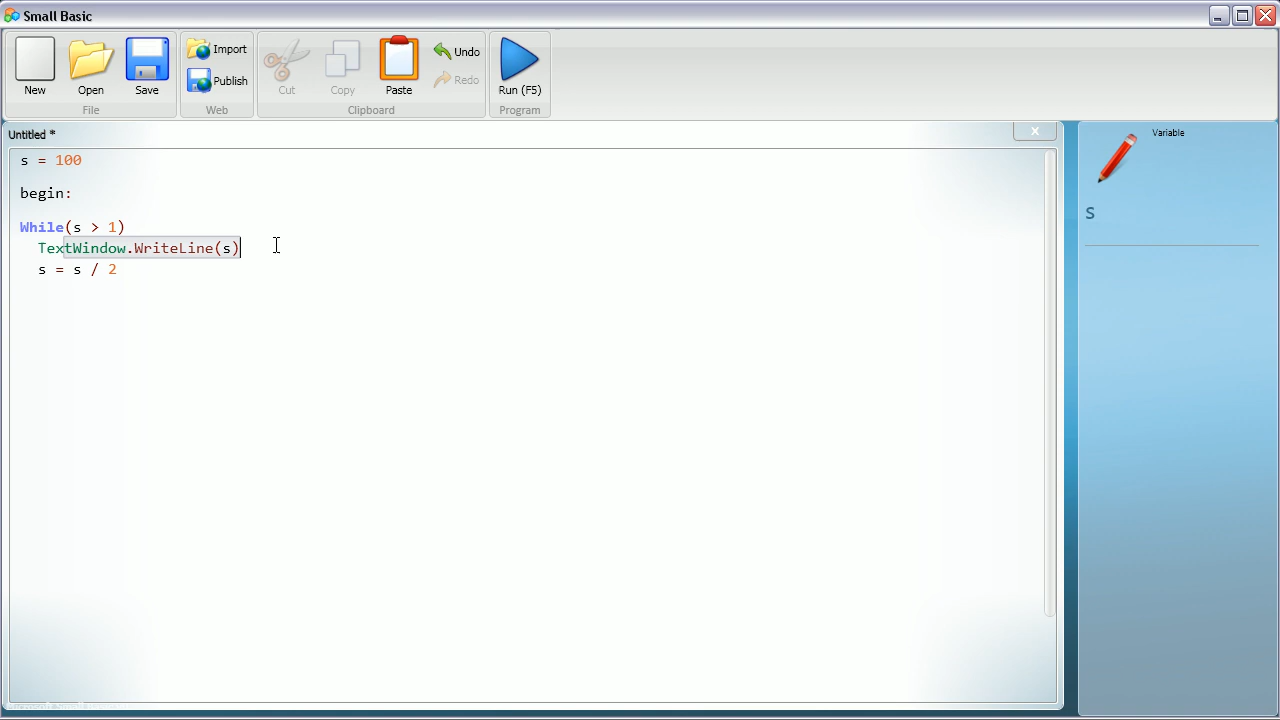 Small Basic
New
Open
Save
Import
Publish
Cut
Copy
Paste
Undo
Redo
Run (F5)
File
Web
Clipboard
Program
Untitled *
x
Variable
s = 100
begin:
While(s > 1)
TextWindow.WriteLine(s)
s = s / 2
S